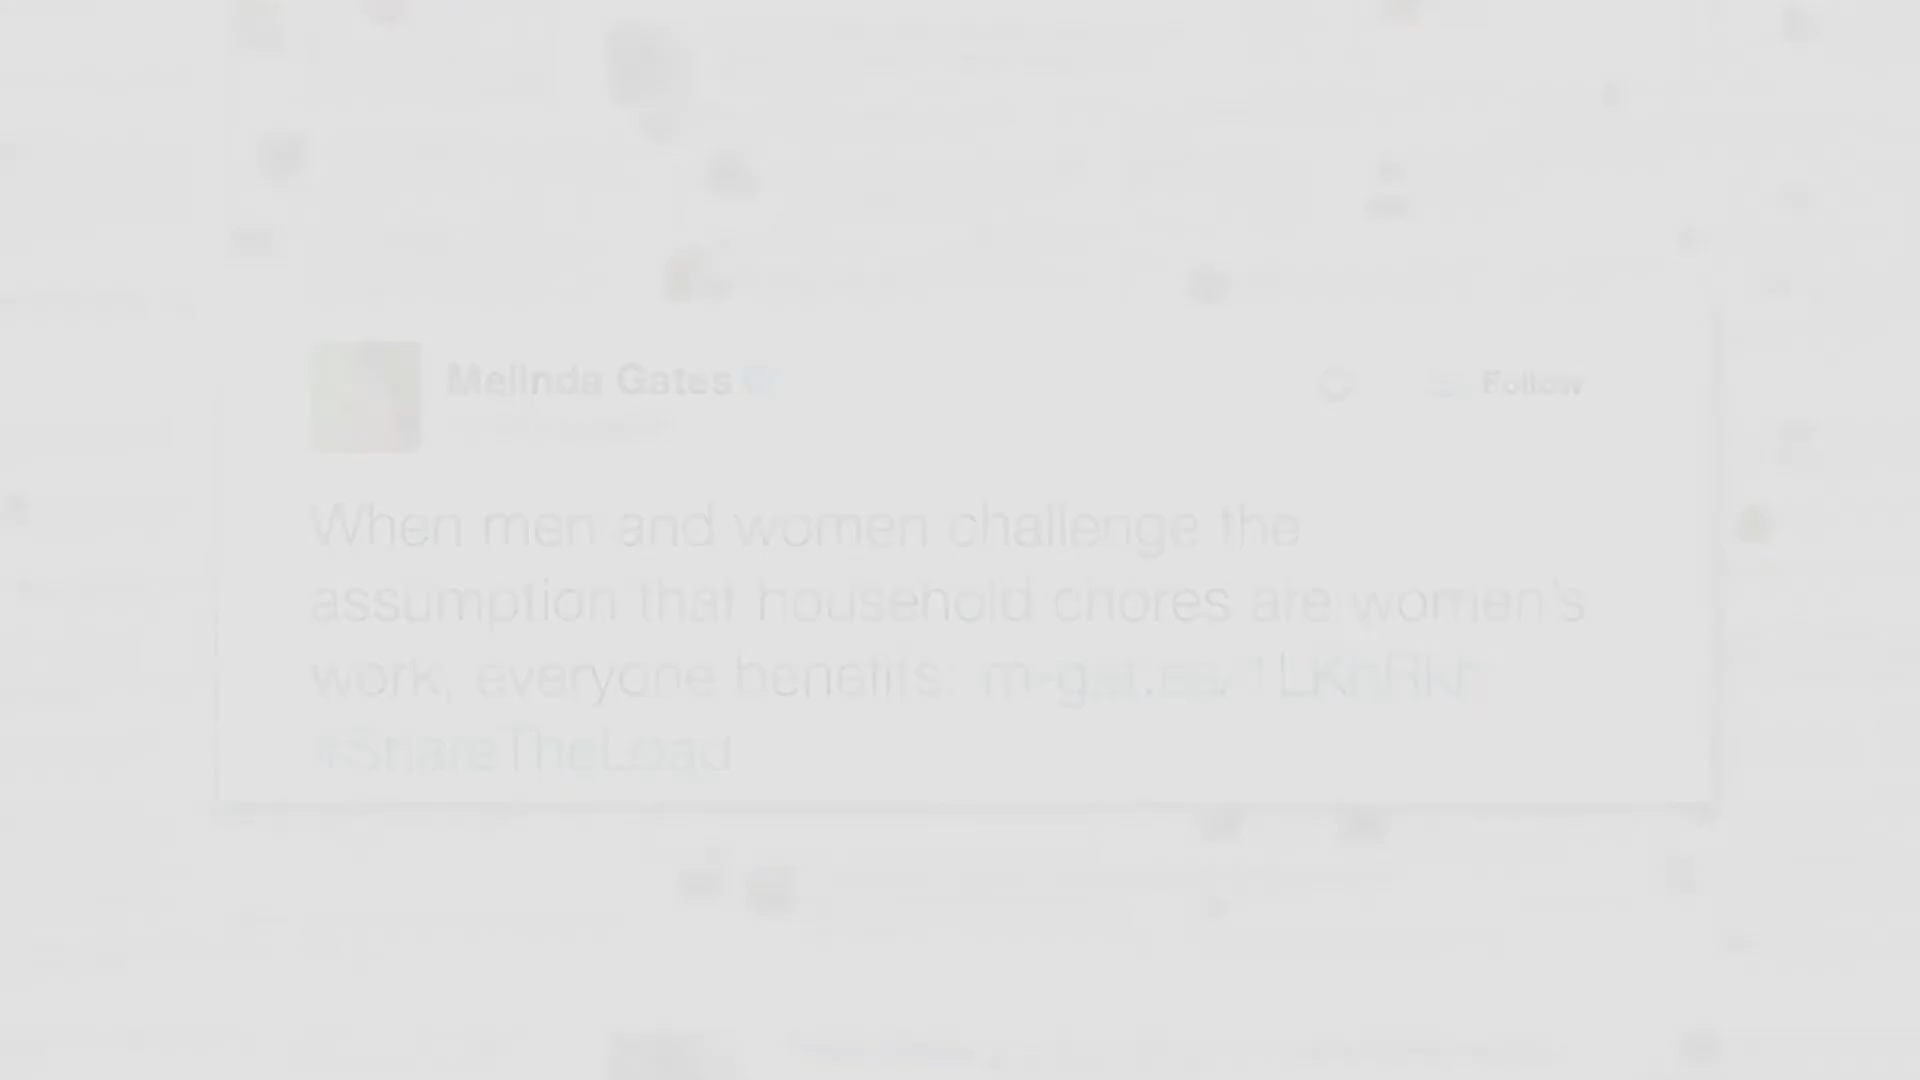 Melinda Gates
Follow
When men and women challenge the
assumption that household chores are women's
work, everyone benefits:
#ShareTheLoad